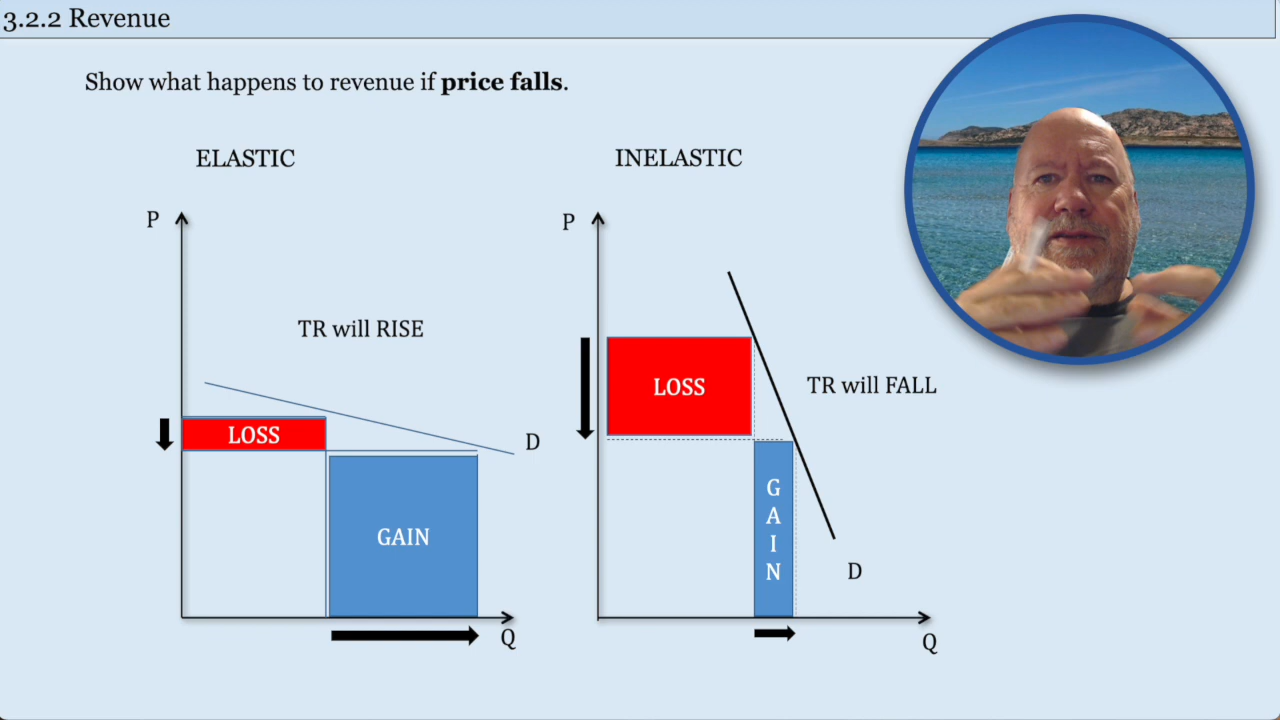 3.2.2 Revenue
Show what happens to revenue if price falls.
ELASTIC
INELASTIC
P
TR will RISE
LOSS
D
GAIN
Q
P
LOSS
TR will FALL
G
A
I
N
D
Q